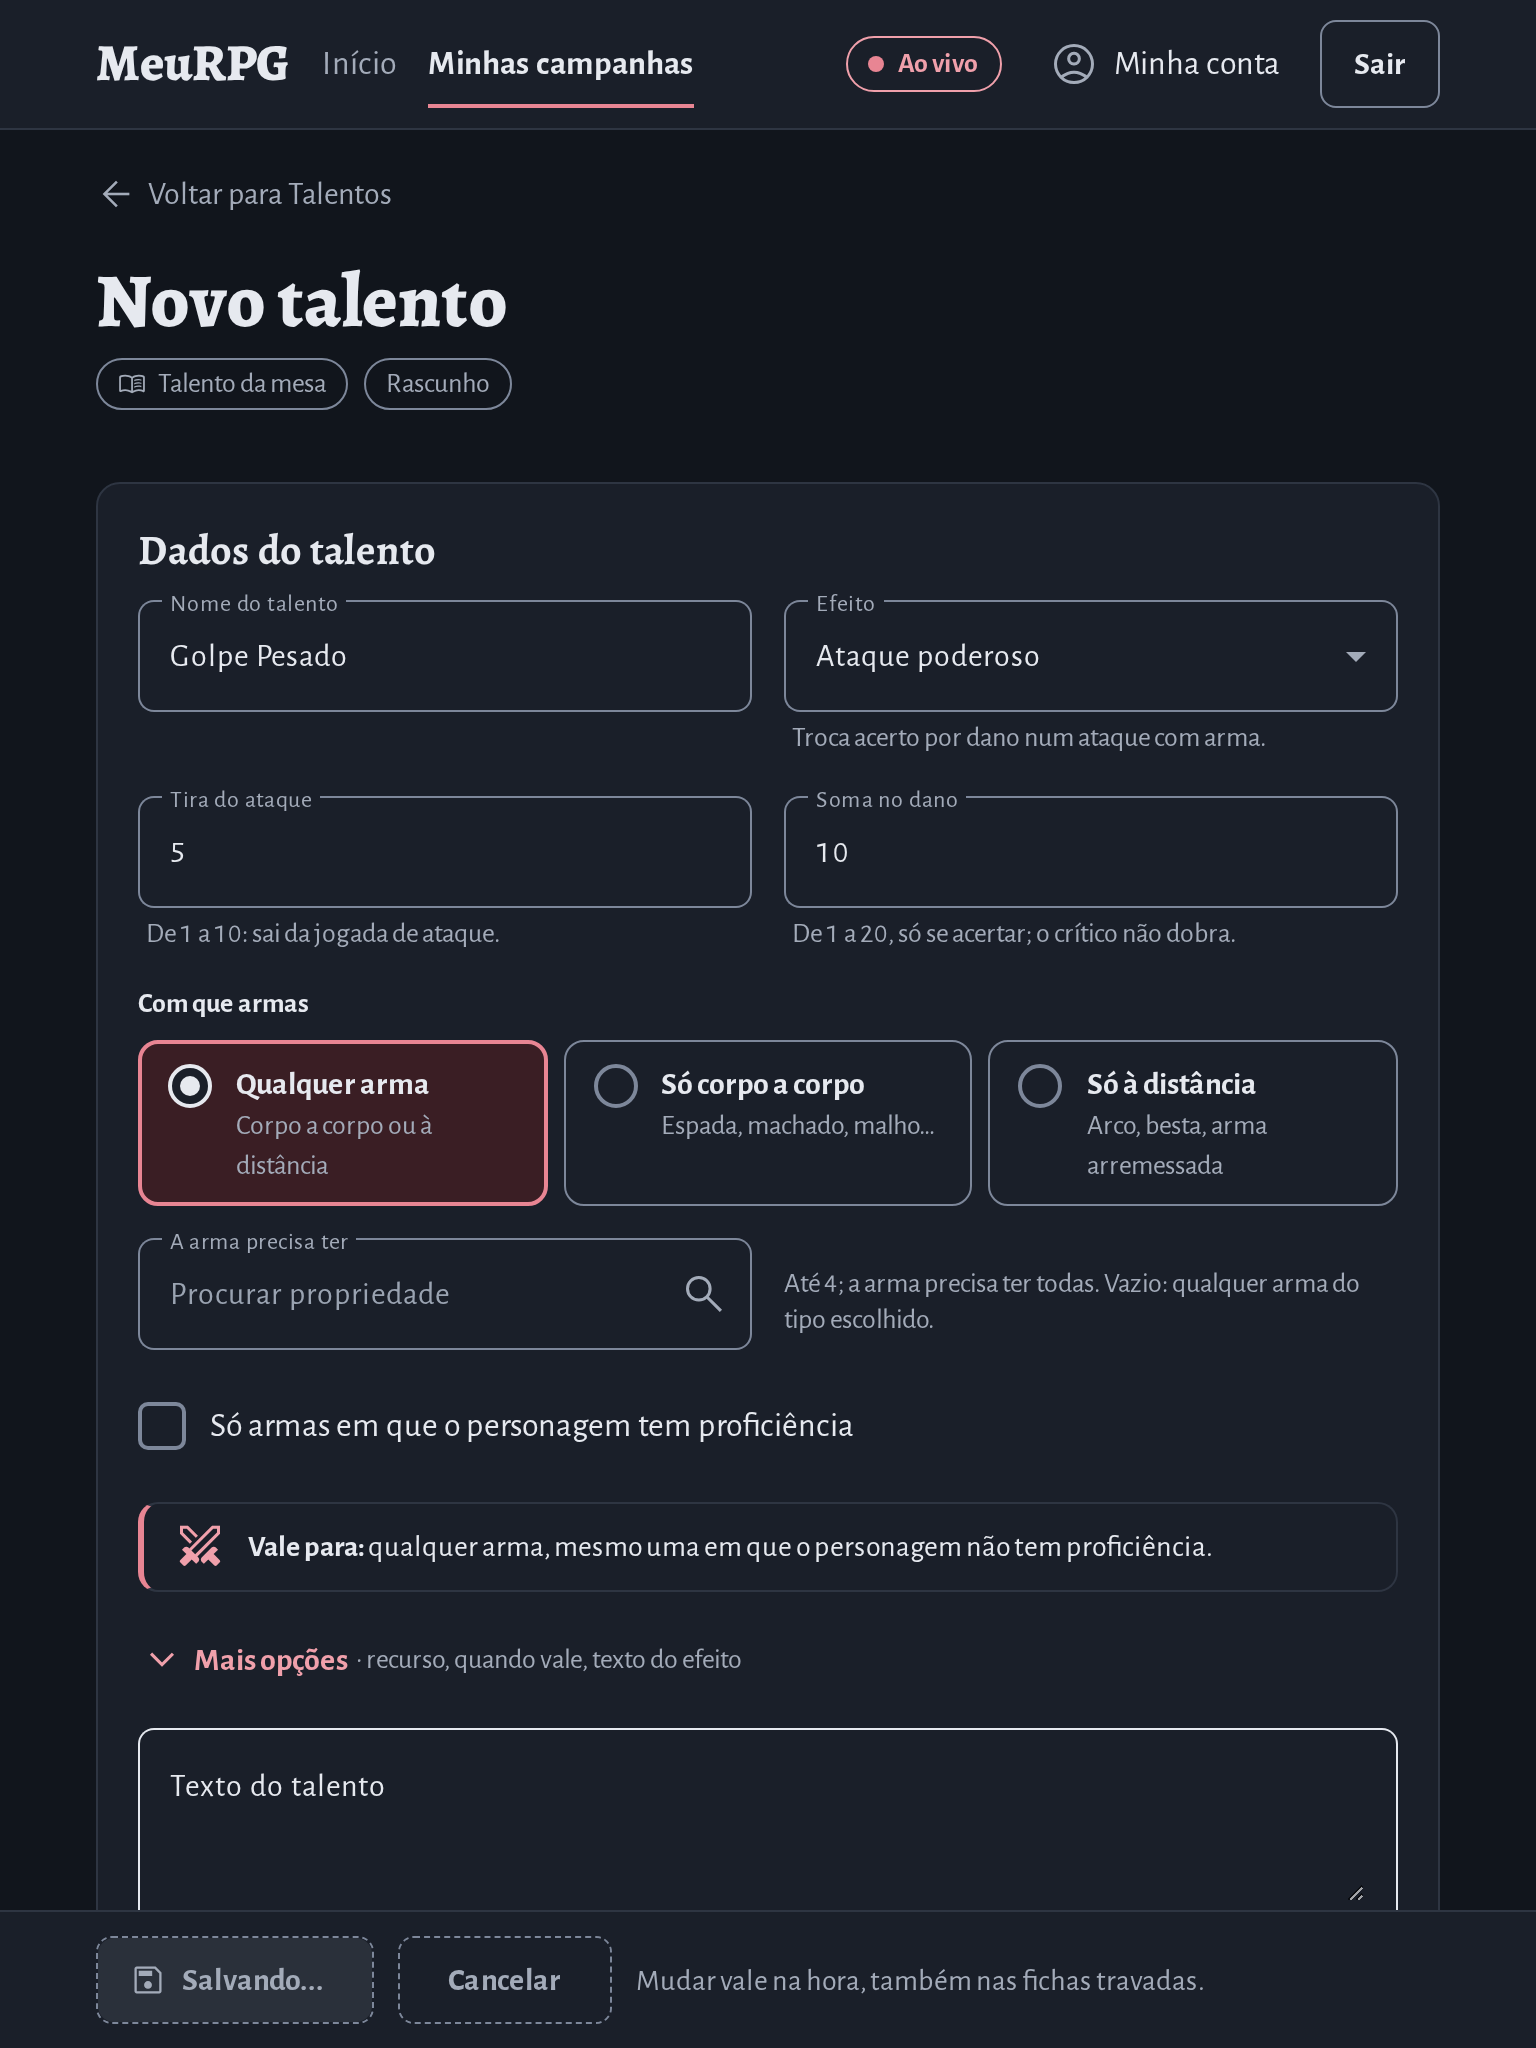 MeuRPG Início Minhas campanhas Ao vivo Minha conta Sair
Voltar para Talentos
Novo talento
Talento da mesa Rascunho
Dados do talento
Nome do talento Efeito
Golpe Pesado Ataque poderoso
Troca acerto por dano num ataque com arma.
Tira do ataque Soma no dano
5 10
De 1 a 10: sai da jogada de ataque. De 1 a 20, só se acertar; o crítico não dobra.
Com que armas
Qualquer arma Só corpo a corpo Só à distância
Corpo a corpo ou à Espada, machado, malho... Arco, besta, arma
distância arremessada
A arma precisa ter
Procurar propriedade Até 4; a arma precisa ter todas. Vazio: qualquer arma do
tipo escolhido.
Só armas em que o personagem tem proficiência
Vale para: qualquer arma, mesmo uma em que o personagem não tem proficiência.
Mais opções · recurso, quando vale, texto do efeito
Texto do talento
Salvando... Cancelar Mudar vale na hora, também nas fichas travadas.